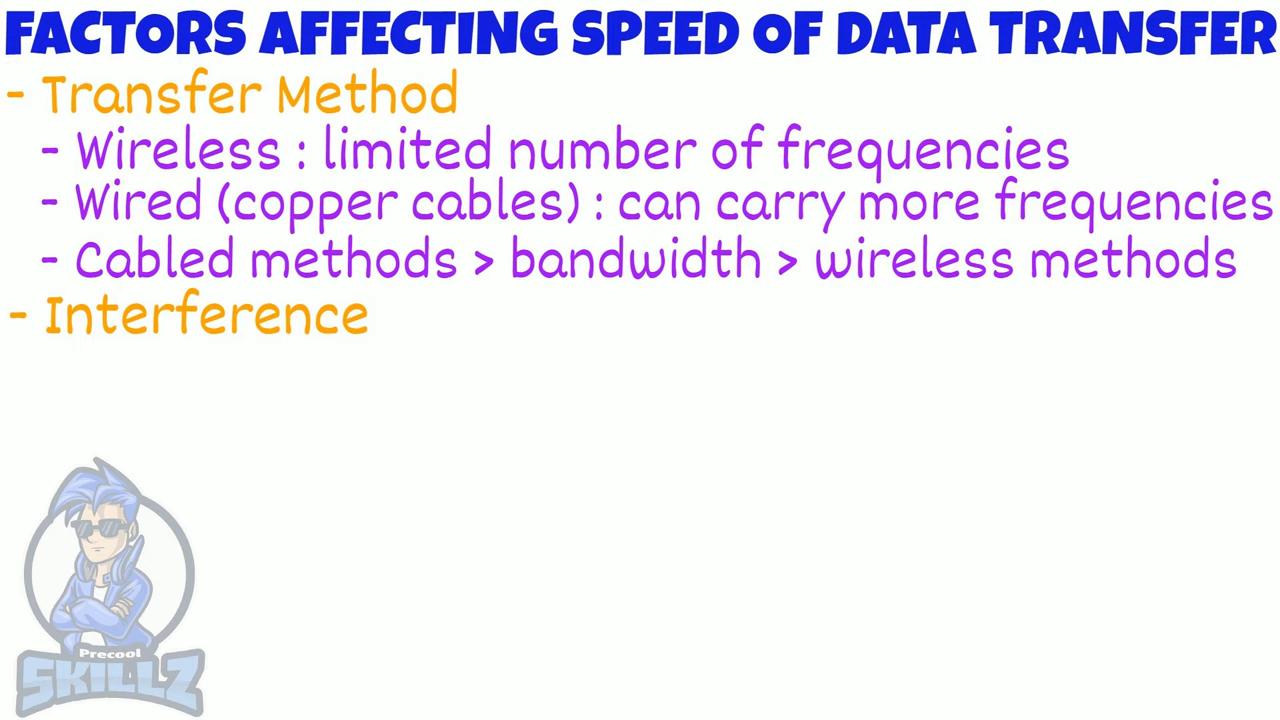 FACTORS AFFECTING SPEED OF DATA TRANSFER
- Transfer Method
- Wireless : limited number of frequencies
- Wired (copper cables) : can carry more frequencies
- Cabled methods > bandwidth > wireless methods
- Interference
Precool
SKILLZ